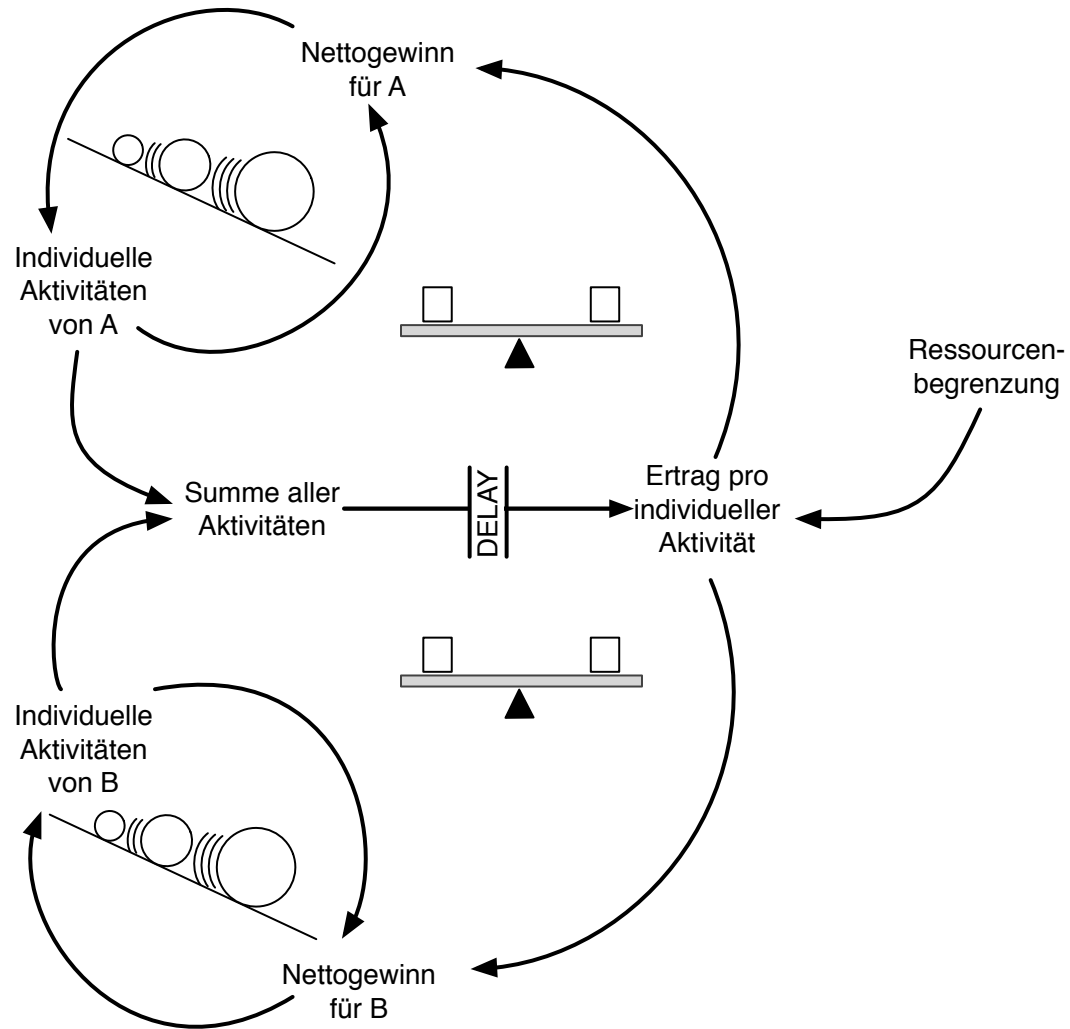 Nettogewinn
für A
Individuelle
Aktivitäten
von A
Ressourcen-
begrenzung
Summe aller
Aktivitäten
DELAY
Ertrag pro
individueller
Aktivität
Individuelle
Aktivitäten
von B
Nettogewinn
für B